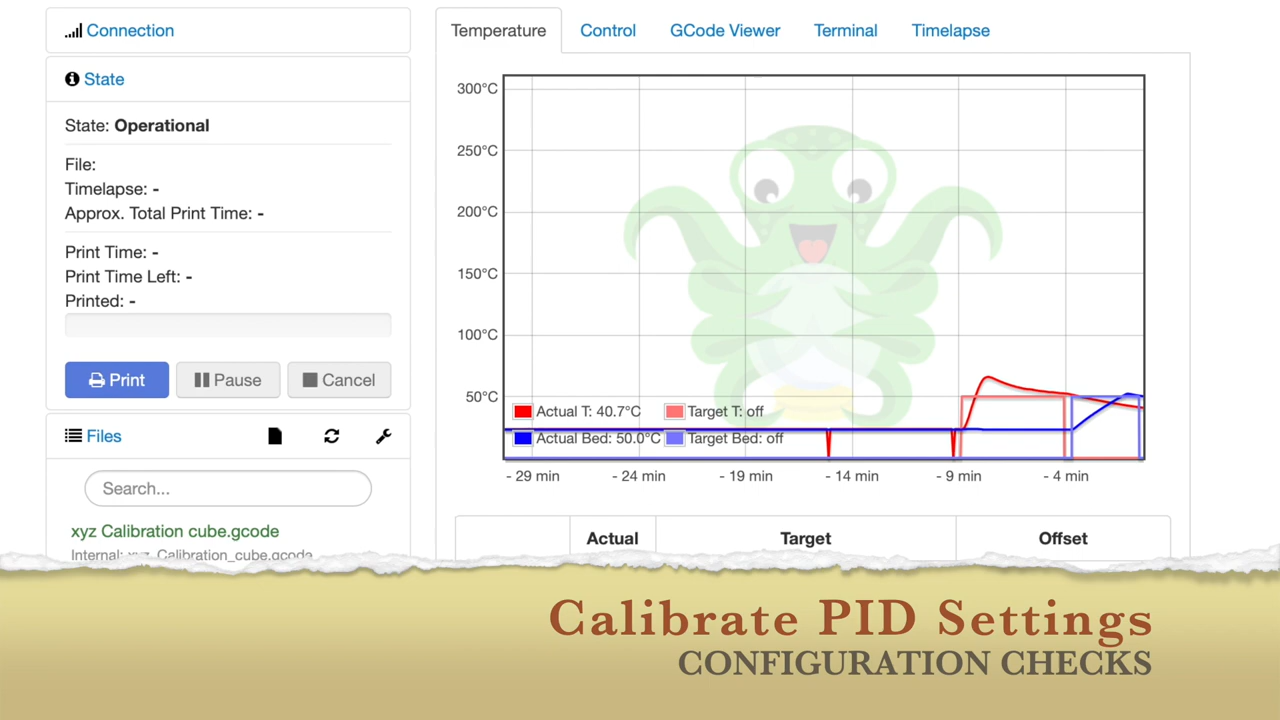 Connection
State
State: Operational
File:
Timelapse: -
Approx. Total Print Time: -
Print Time: -
Print Time Left: -
Printed: -
Print Pause Cancel
Files
Search...
xyz Calibration cube.gcode
Internal: xyz_Calibration_cube.gcode
Temperature Control GCode Viewer Terminal Timelapse
300°C
250°C
200°C
150°C
100°C
50°C
Actual T: 40.7°C Target T: off
Actual Bed: 50.0°C Target Bed: off
- 29 min - 24 min - 19 min - 14 min - 9 min - 4 min
Actual Target Offset
Calibrate PID Settings
CONFIGURATION CHECKS